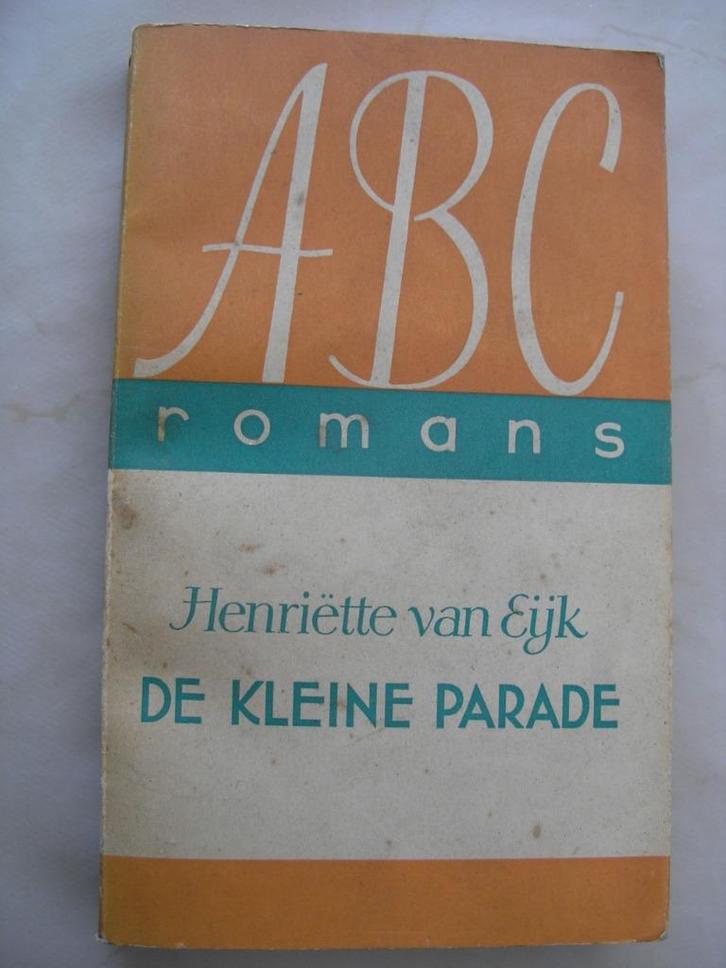 ABC
romans
Henriëtte van Eijk
DE KLEINE PARADE